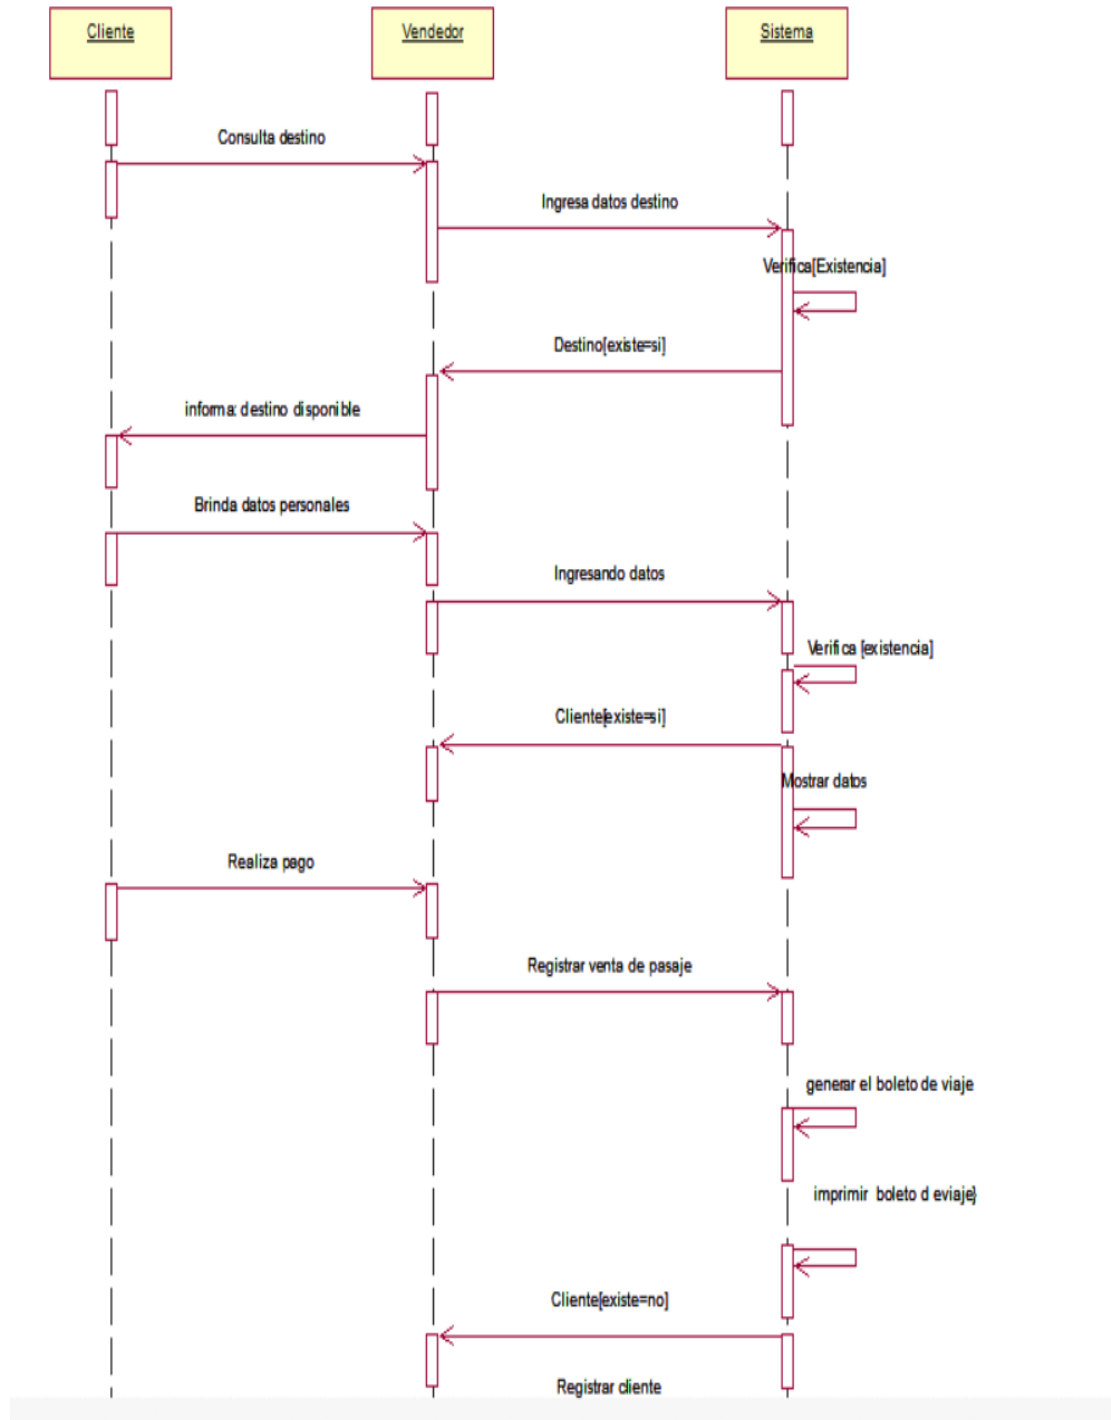 Cliente
Vendedor
Sistema
Consulta destino
Ingresa datos destino
Verifica[Existencia]
Destino[existe=si]
informa: destino disponible
Brinda datos personales
Ingresando datos
Verifica [existencia]
Cliente[existe=si]
Mostrar datos
Realiza pago
Registrar venta de pasaje
generar el boleto de viaje
imprimir boleto d eviaje}
Cliente[existe=no]
Registrar cliente